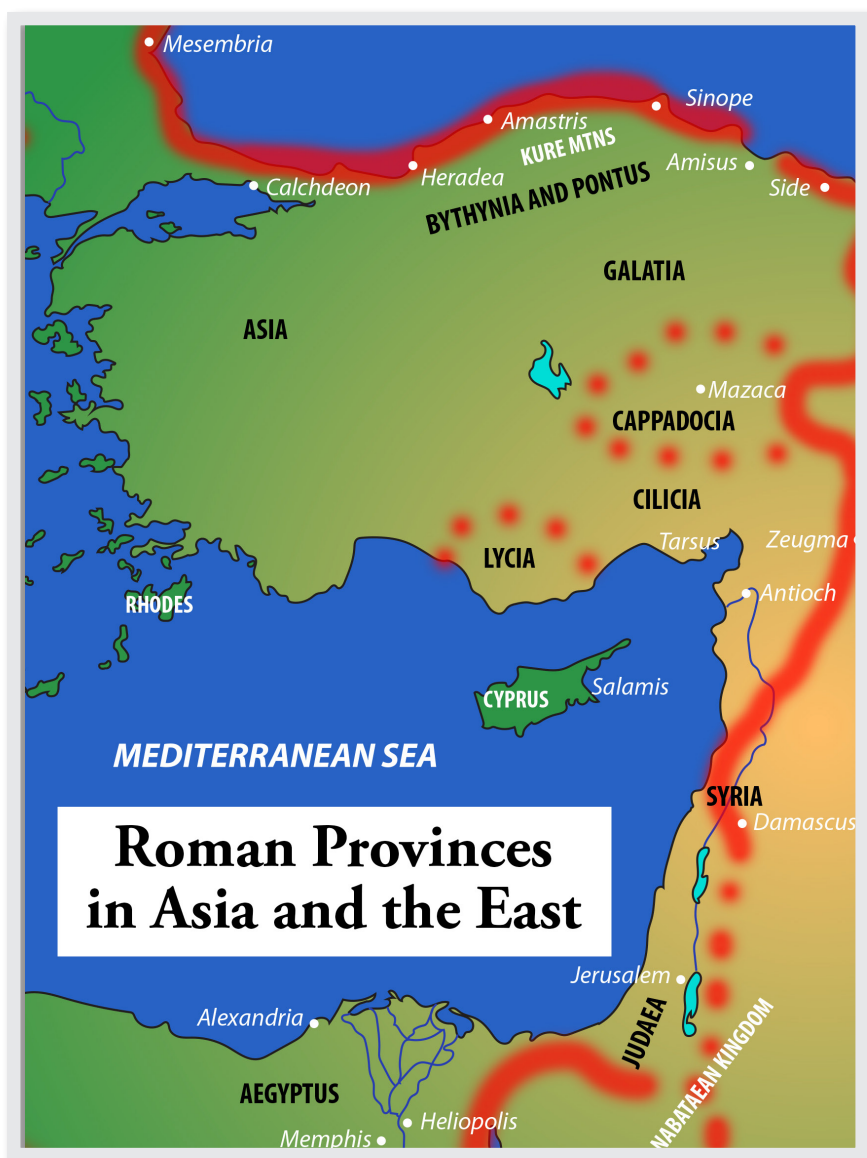 Mesembria
Sinope
Amastris
KURE MTNS
Amisus
Heradea
Calchdeon
Side
BYTHYNIA AND PONTUS
GALATIA
ASIA
Mazaca
CAPPADOCIA
CILICIA
Tarsus
Zeugma
LYCIA
Antioch
RHODES
Salamis
CYPRUS
MEDITERRANEAN SEA
SYRIA
Damascus
Roman Provinces
in Asia and the East
Jerusalem
Alexandria
JUDAEA
NABATAEAN KINGDOM
AEGYPTUS
Heliopolis
Memphis